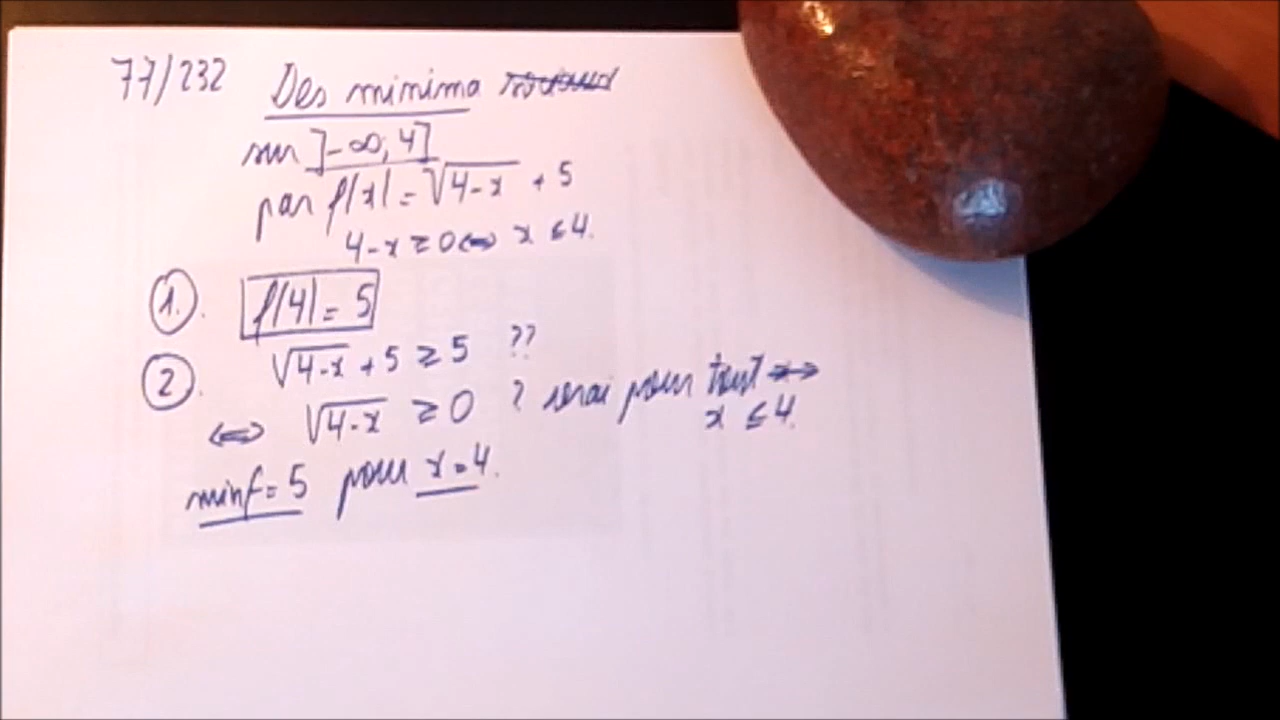 77/232 Des minima
sur ]-∞, 4]
par f(x) = √4-x + 5
4-x ≥ 0 ⇔ x ≤ 4.
1. f(4) = 5
2. √4-x + 5 ≥ 5 ??
⇔ √4-x ≥ 0 ? vrai pour tout
x ≤ 4.
minf = 5 pour x = 4.